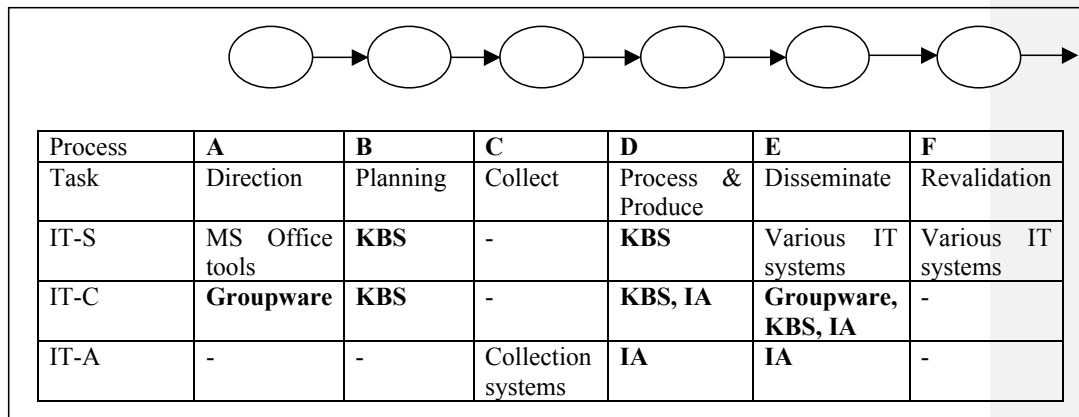 Process A B C D E F
Task Direction Planning Collect Process & Produce Disseminate Revalidation
IT-S MS Office tools KBS - KBS Various IT systems Various IT systems
IT-C Groupware KBS - KBS, IA Groupware, KBS, IA -
IT-A - - Collection systems IA IA -